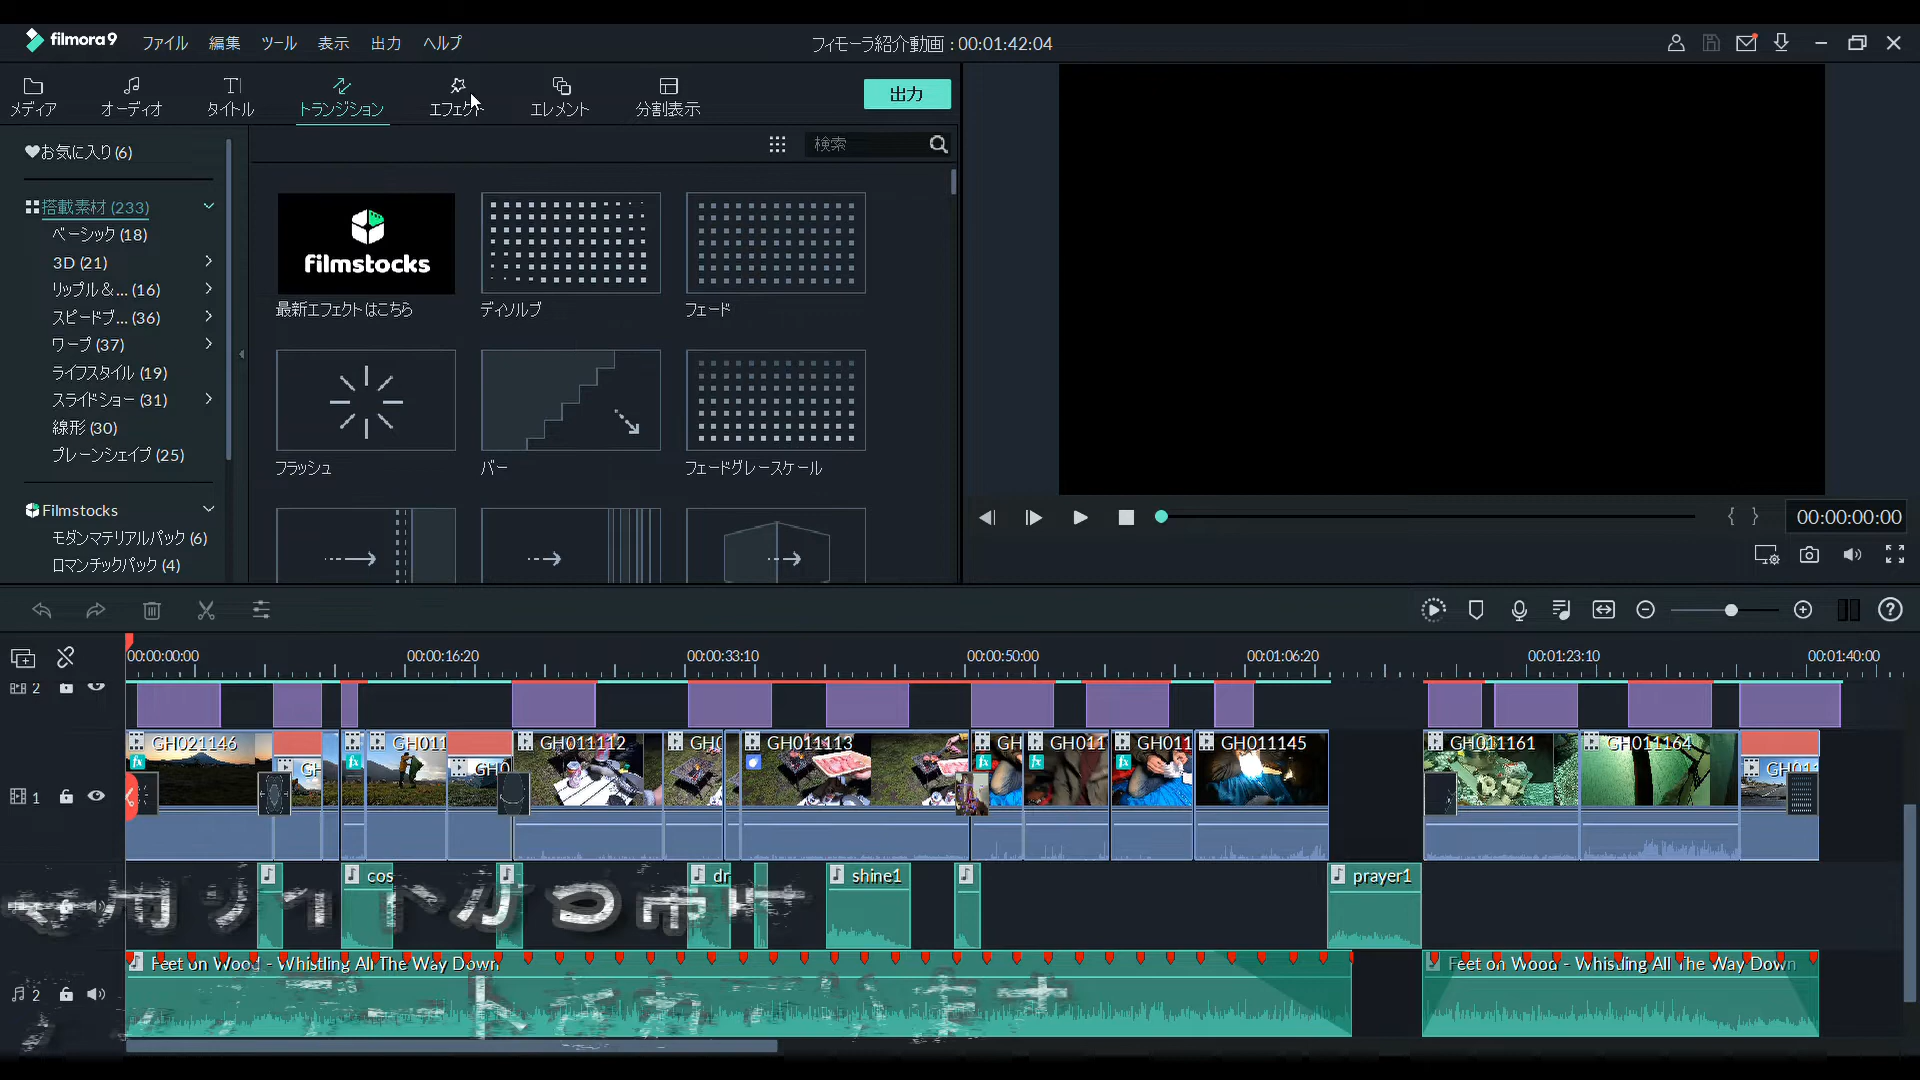 filmora9 ファイル 編集 ツール 表示 出力 ヘルプ フィモーラ紹介動画 : 00:01:42:04
メディア オーディオ タイトル トランジション エフェクト エレメント 分割表示 出力
お気に入り (6)
検索
搭載素材 (233)
ベーシック (18)
3D (21)
リップル & ... (16)
スピードブ... (36)
ワープ (37)
ライフスタイル (19)
スライドショー (31)
線形 (30)
プレーンシェイプ (25)
Filmstocks
モダンマテリアルパック (6)
ロマンチックパック (4)
filmstocks
最新エフェクトはこちら ディゾルブ フェード
フラッシュ バー フェードグレースケール
{ } 00:00:00:00
00:00:00:00 00:00:16:20 00:00:33:10 00:00:50:00 00:01:06:20 00:01:23:10 00:01:40:00
2
GH021146 GH011 GH011112 GH0 GH011113 GH GH011 GH011 GH011145 GH011161 GH011164
GH GH0 GH011
1
cos dr shine1 prayer1
Feet on Wood - Whistling All The Way Down Feet on Wood - Whistling All The Way Down
2